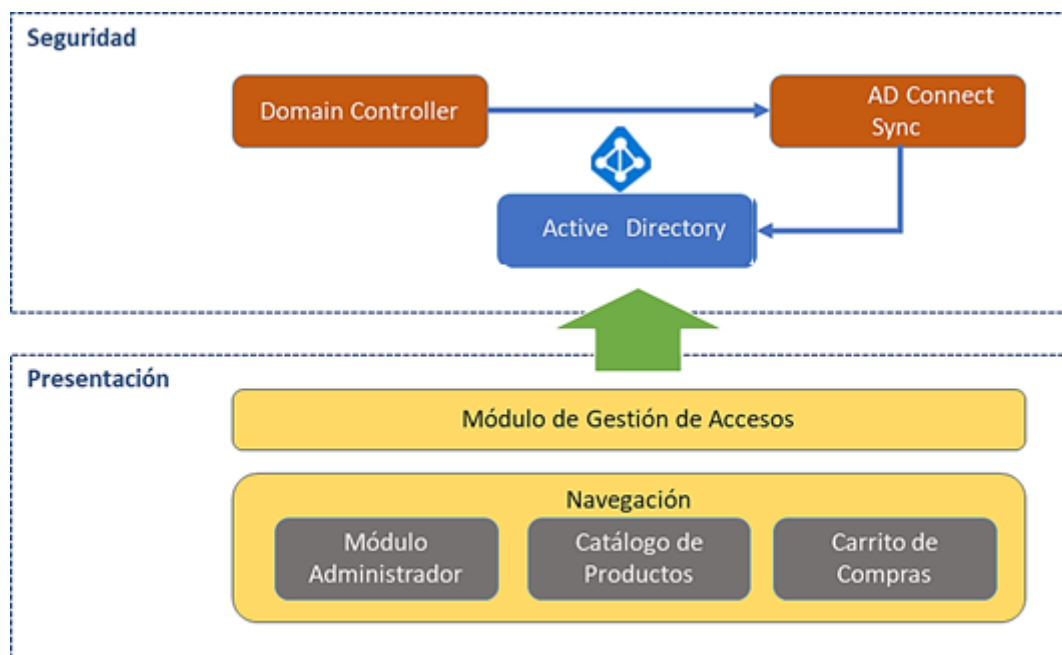 Seguridad
Domain Controller
AD Connect
Sync
Active Directory
Presentación
Módulo de Gestión de Accesos
Navegación
Módulo
Administrador
Catálogo de
Productos
Carrito de
Compras